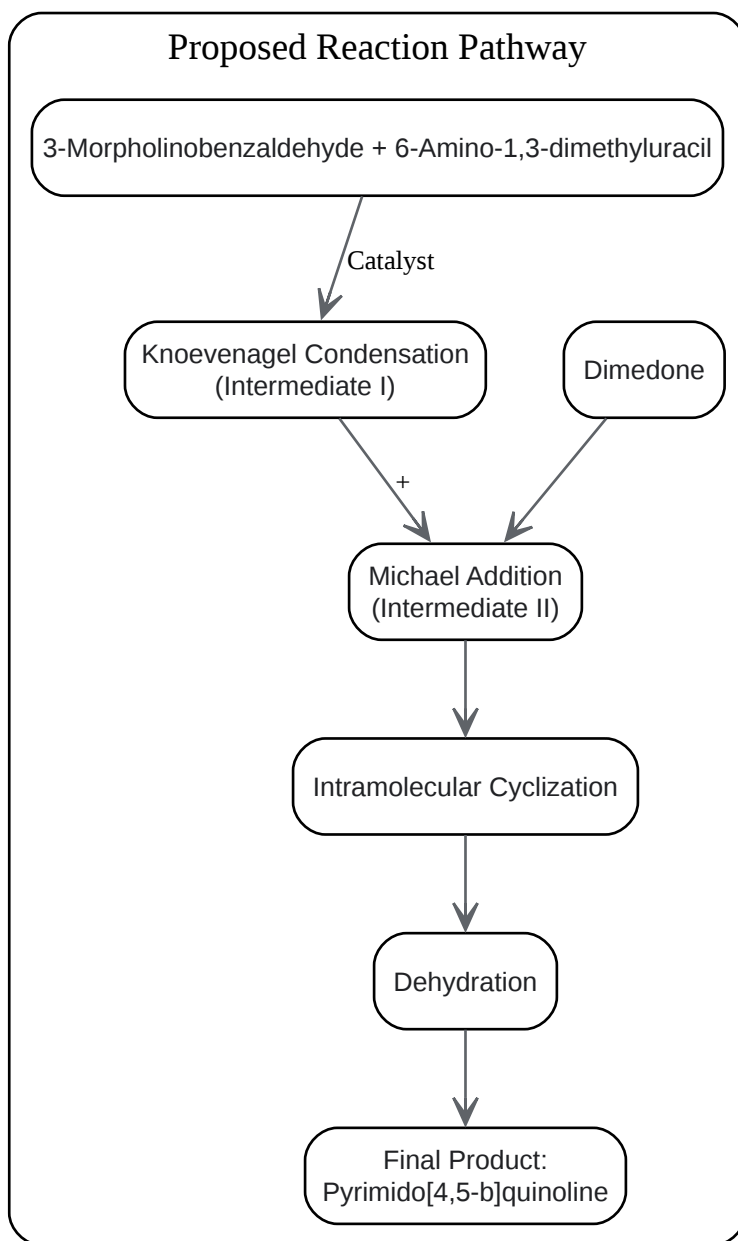 Proposed Reaction Pathway
3-Morpholinobenzaldehyde + 6-Amino-1,3-dimethyluracil
Catalyst
Knoevenagel Condensation
(Intermediate I)
Dimedone
+
Michael Addition
(Intermediate II)
Intramolecular Cyclization
Dehydration
Final Product:
Pyrimido[4,5-b]quinoline